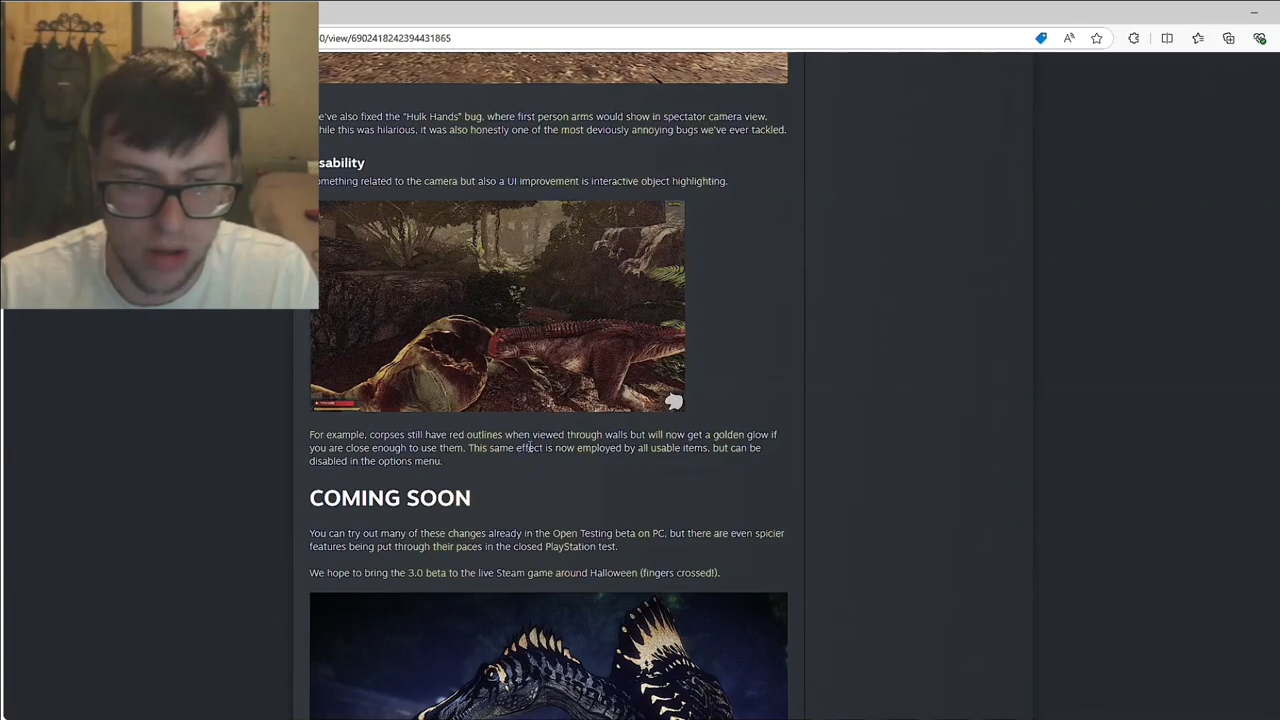 0/view/6902418242394431865
've also fixed the "Hulk Hands" bug, where first person arms would show in spectator camera view.
hile this was hilarious, it was also honestly one of the most deviously annoying bugs we've ever tackled.
sability
omething related to the camera but also a UI improvement is interactive object highlighting.
For example, corpses still have red outlines when viewed through walls but will now get a golden glow if
you are close enough to use them. This same effect is now employed by all usable items, but can be
disabled in the options menu.
COMING SOON
You can try out many of these changes already in the Open Testing beta on PC, but there are even spicier
features being put through their paces in the closed PlayStation test.
We hope to bring the 3.0 beta to the live Steam game around Halloween (fingers crossed!).